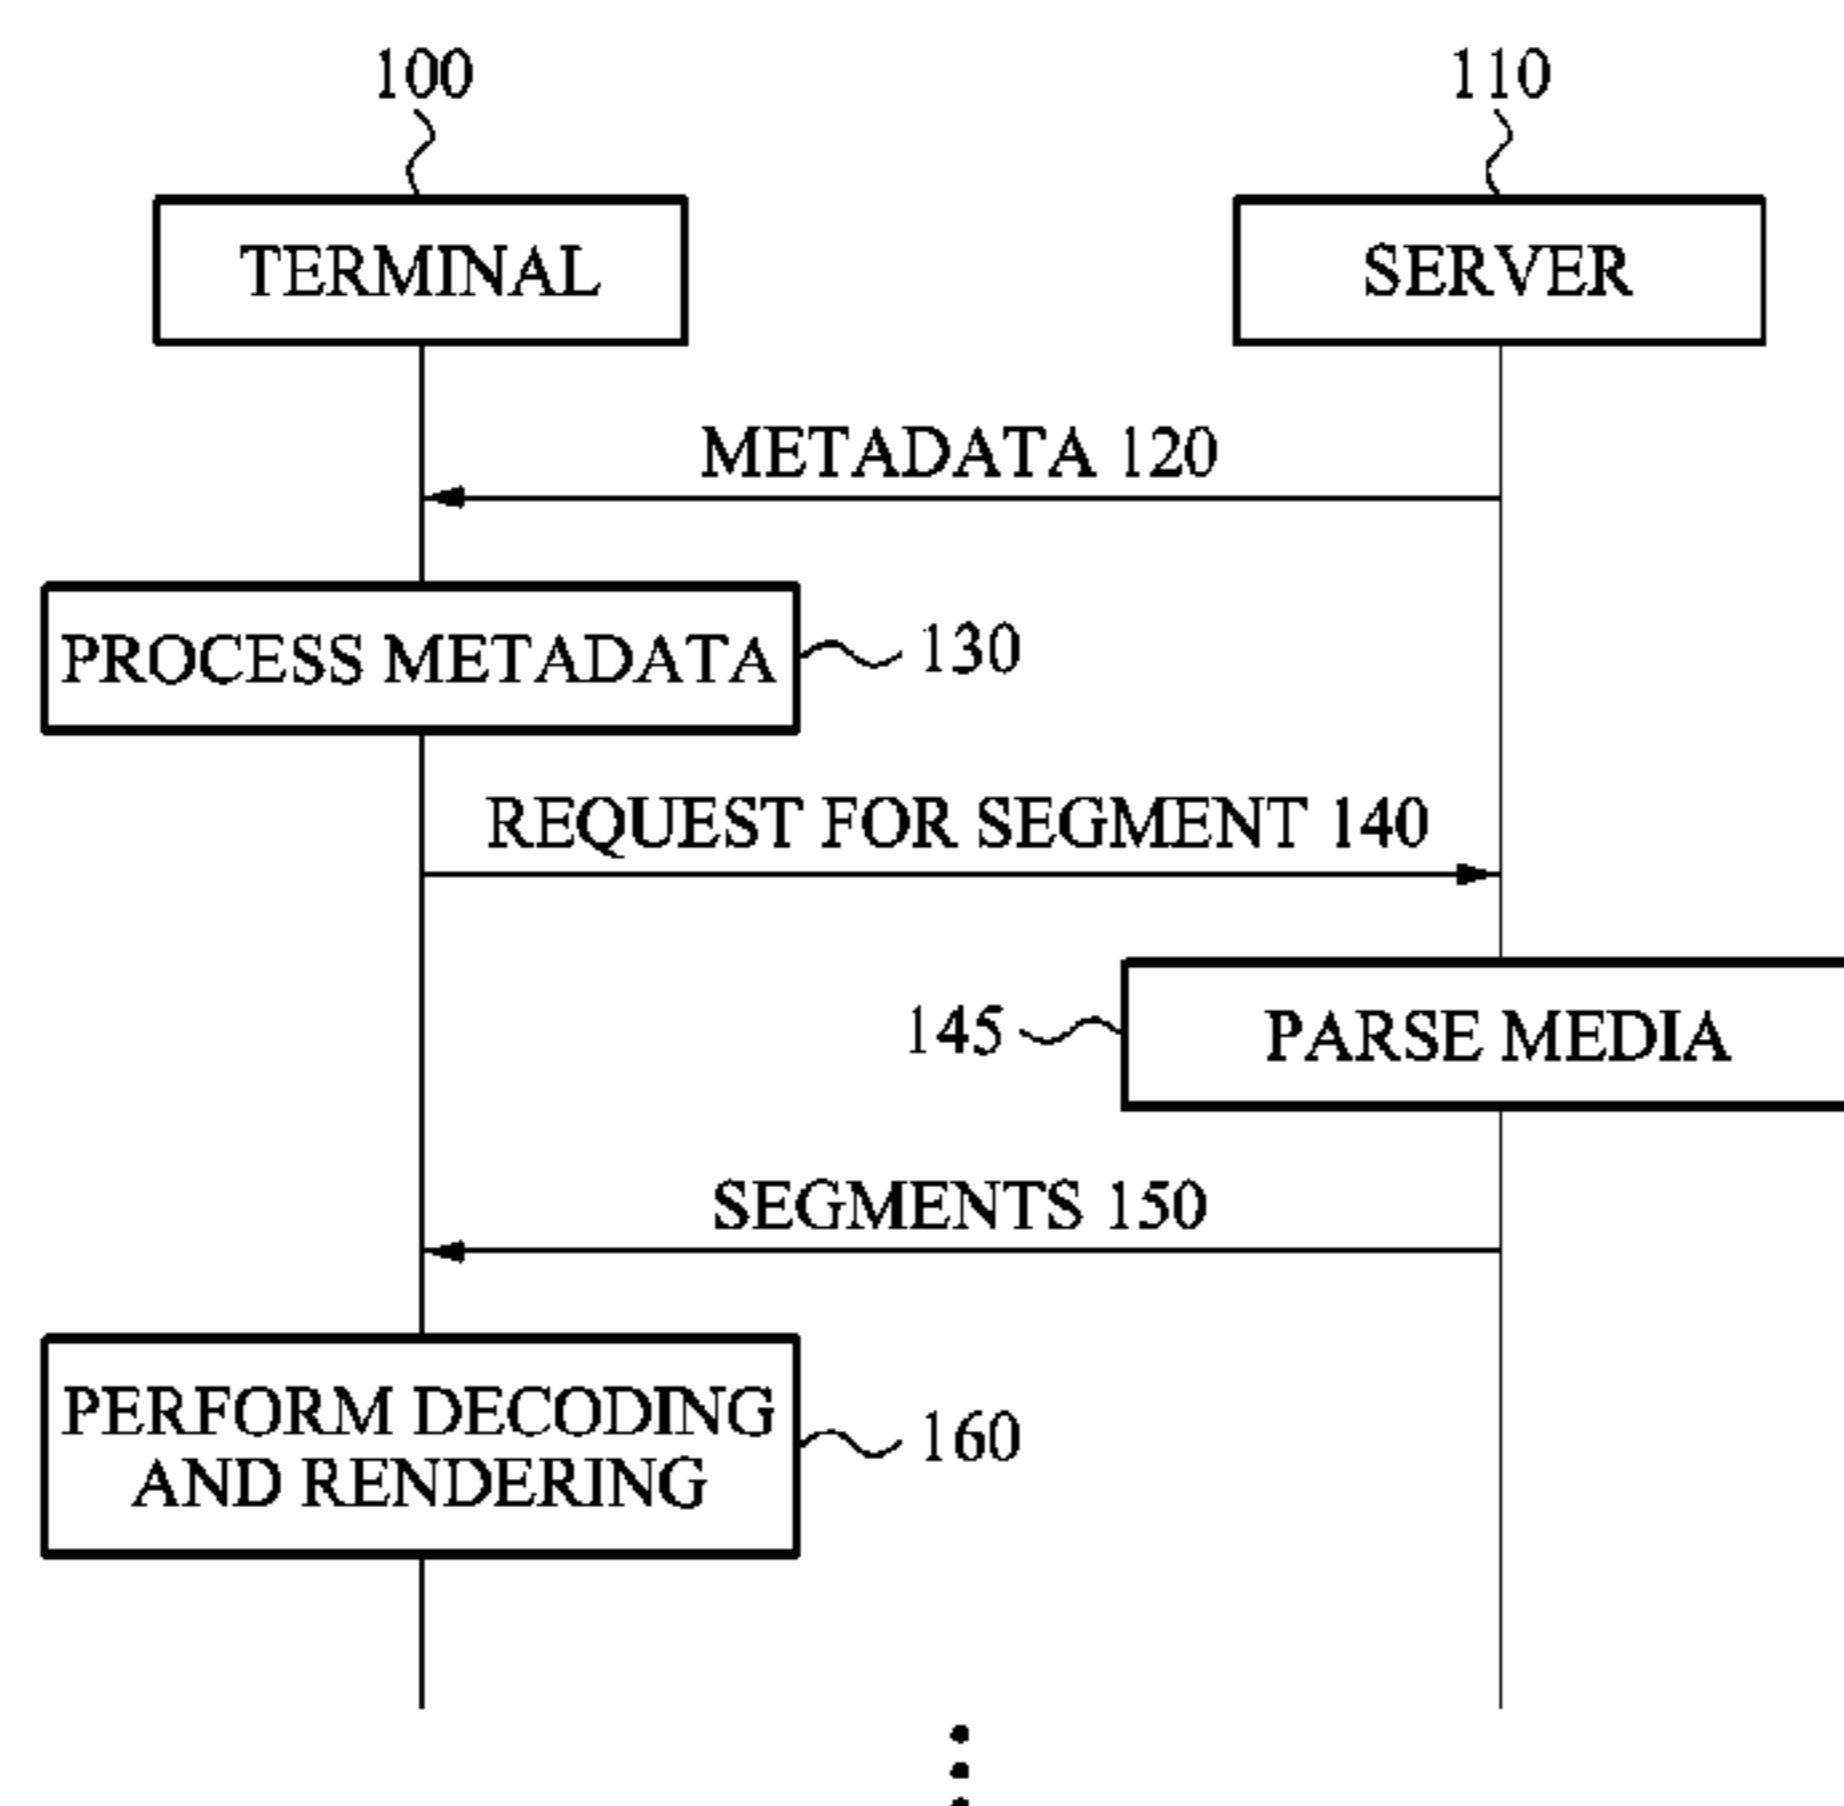 100
110
TERMINAL
SERVER
METADATA 120
PROCESS METADATA
130
REQUEST FOR SEGMENT 140
145
PARSE MEDIA
SEGMENTS 150
PERFORM DECODING
AND RENDERING
160